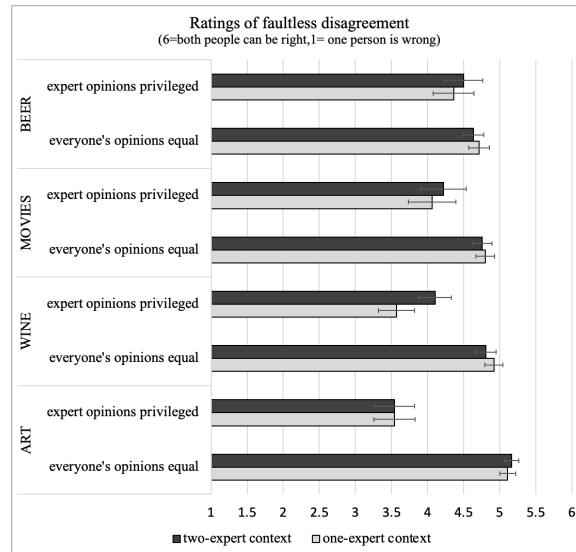 Ratings of faultless disagreement
(6=both people can be right,1= one person is wrong)
BEER
expert opinions privileged
everyone's opinions equal
MOVIES
expert opinions privileged
everyone's opinions equal
WINE
expert opinions privileged
everyone's opinions equal
ART
expert opinions privileged
everyone's opinions equal
1 1.5 2 2.5 3 3.5 4 4.5 5 5.5 6
two-expert context one-expert context